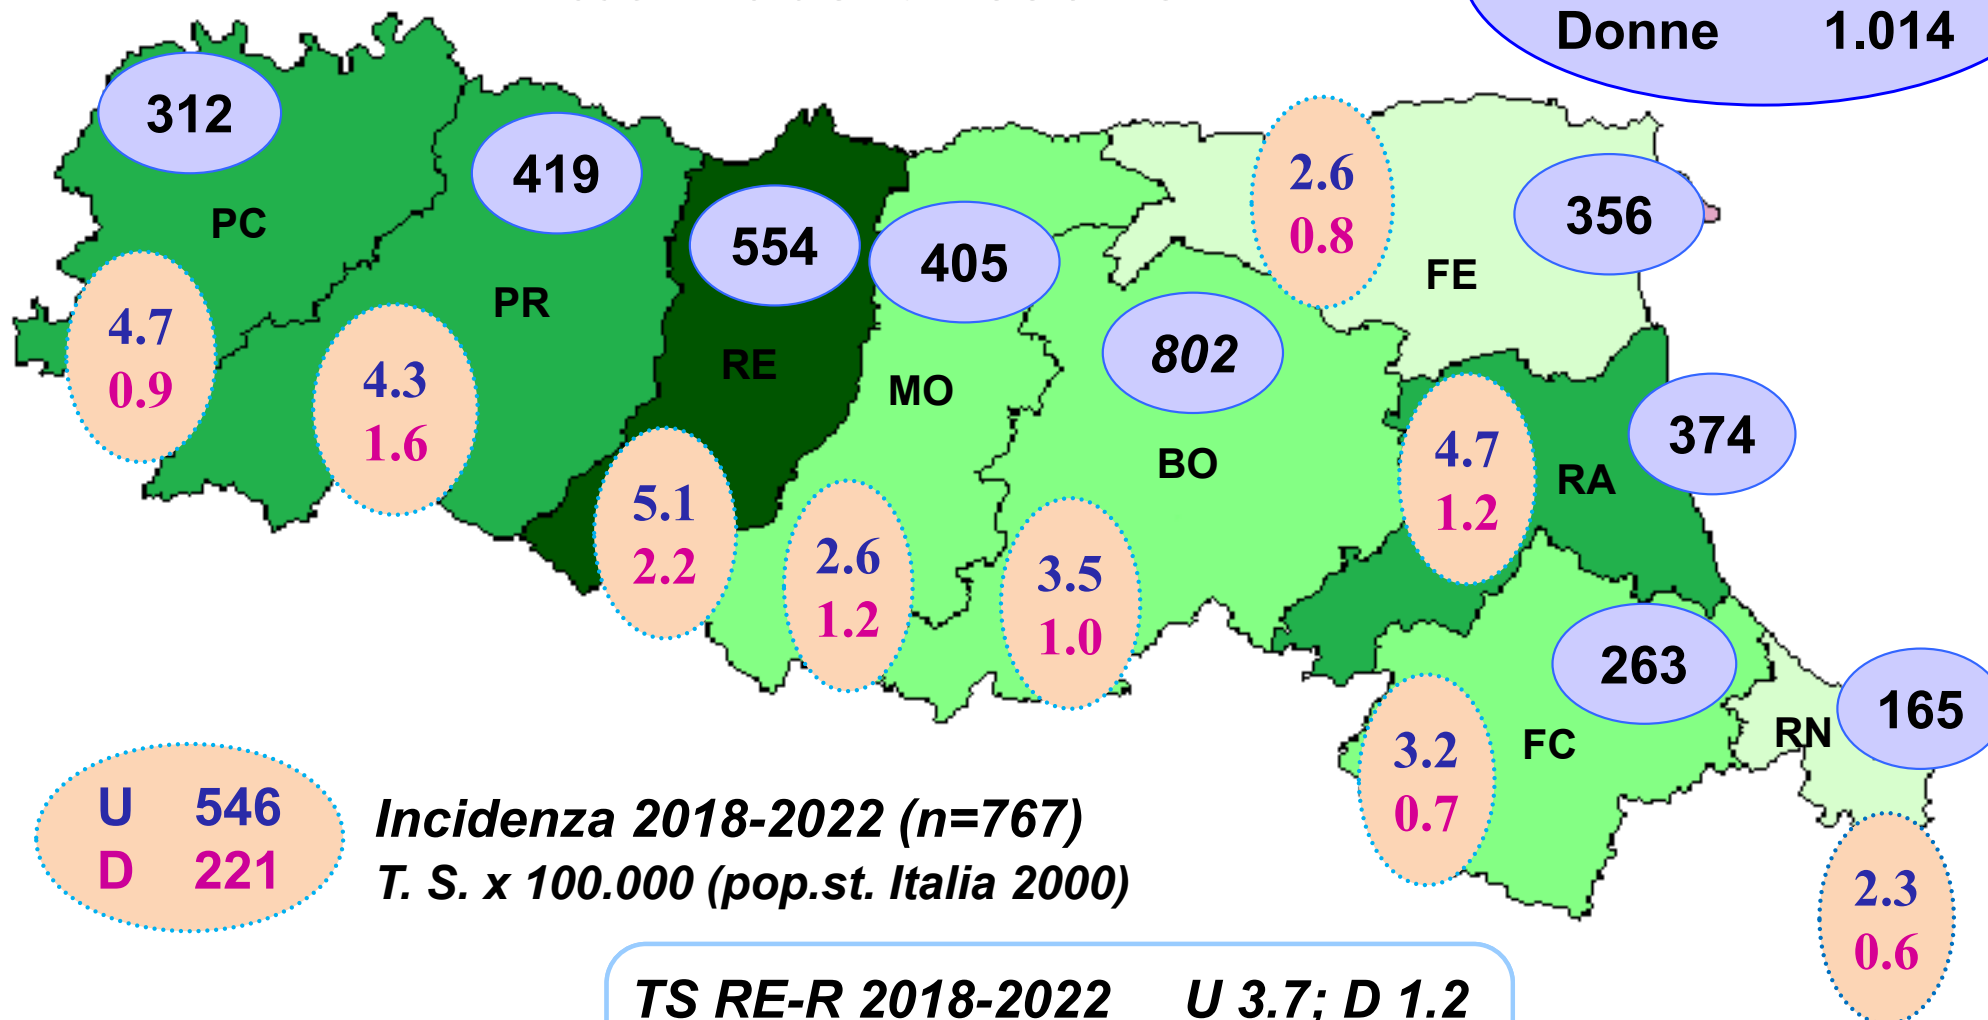 Donne 1.014
312
419
554
405
802
356
374
263
165
PC
PR
RE
MO
BO
FE
RA
FC
RN
4.7
0.9
4.3
1.6
5.1
2.2
2.6
1.2
3.5
1.0
2.6
0.8
4.7
1.2
3.2
0.7
2.3
0.6
U 546
D 221
Incidenza 2018-2022 (n=767)
T. S. x 100.000 (pop.st. Italia 2000)
TS RE-R 2018-2022 U 3.7; D 1.2